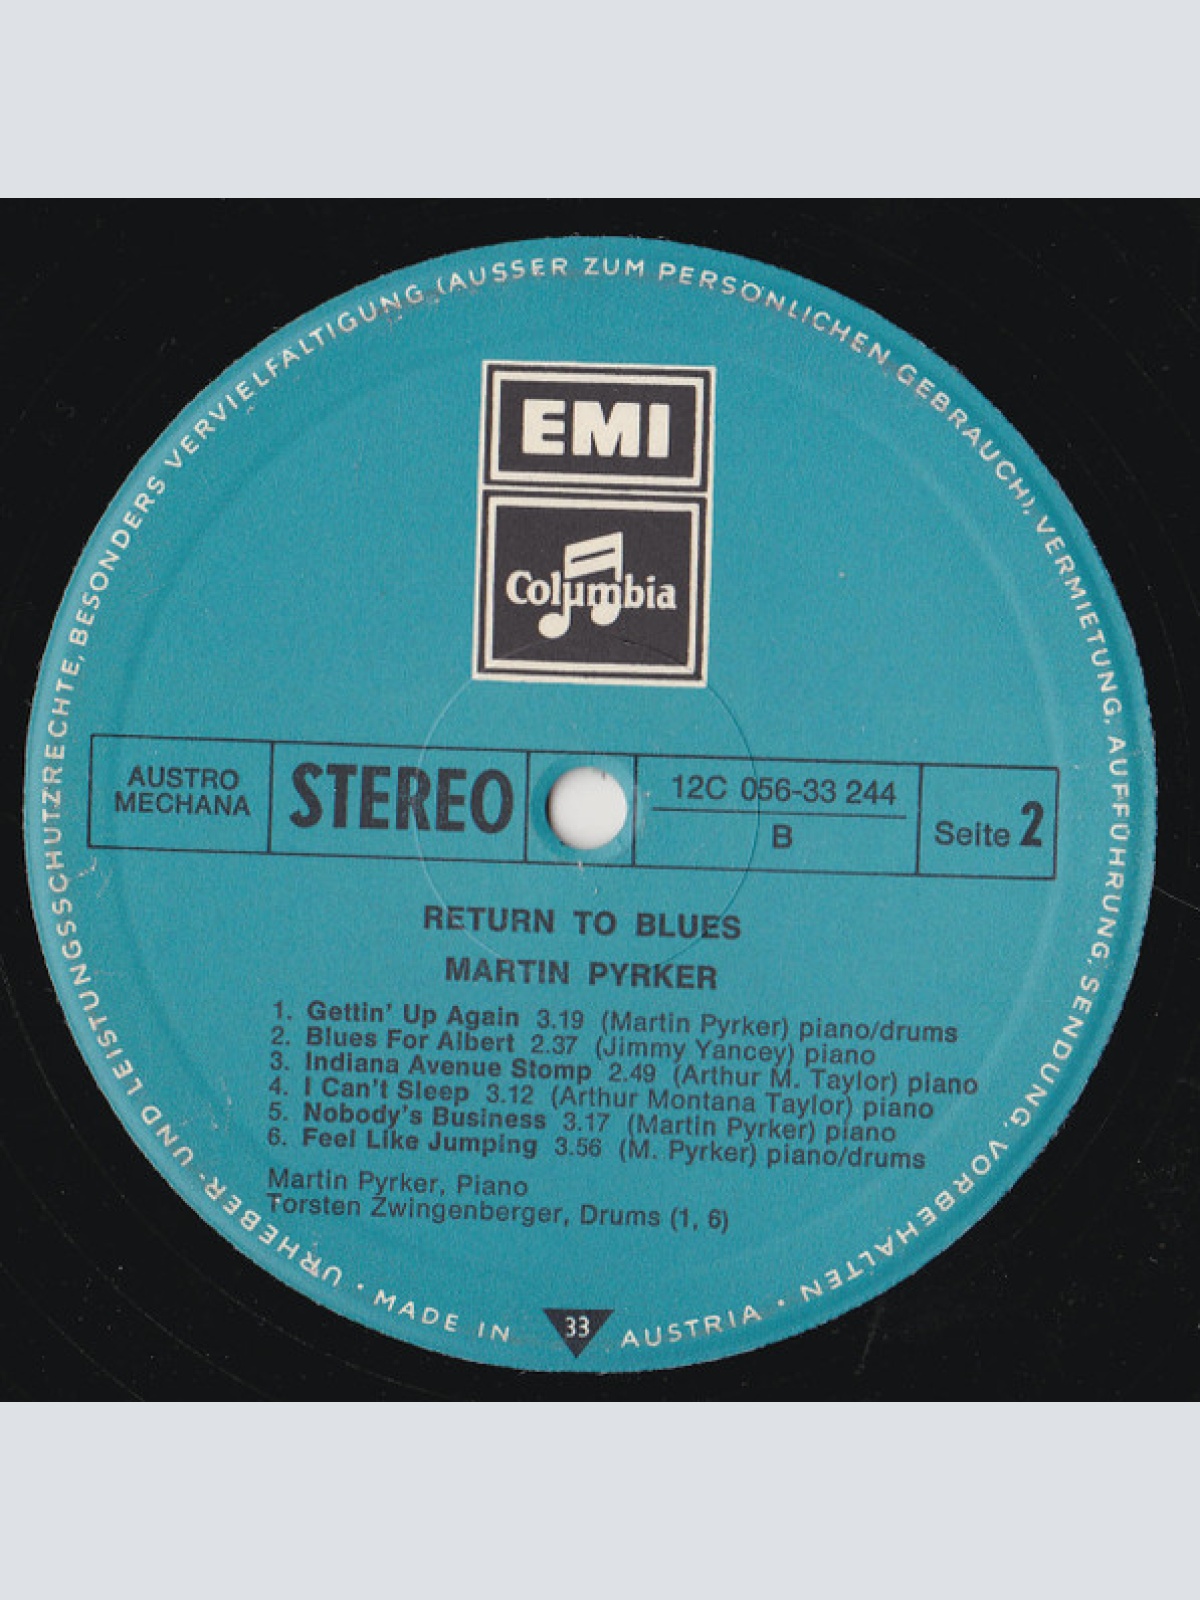 URHEBER- UND LEISTUNGSSCHUTZRECHTE, BESONDERS VERVIELFÄLTIGUNG (AUSSER ZUM PERSÖNLICHEN GEBRAUCH), VERMIETUNG, AUFFÜHRUNG, SENDUNG, VORBEHALTEN •
EMI
Columbia
AUSTRO
MECHANA
STEREO
12C 056-33 244
B
Seite 2
RETURN TO BLUES
MARTIN PYRKER
1. Gettin' Up Again 3.19 (Martin Pyrker) piano/drums
2. Blues For Albert 2.37 (Jimmy Yancey) piano
3. Indiana Avenue Stomp 2.49 (Arthur M. Taylor) piano
4. I Can't Sleep 3.12 (Arthur Montana Taylor) piano
5. Nobody's Business 3.17 (Martin Pyrker) piano
6. Feel Like Jumping 3.56 (M. Pyrker) piano/drums
Martin Pyrker, Piano
Torsten Zwingenberger, Drums (1, 6)
• MADE IN 33 AUSTRIA